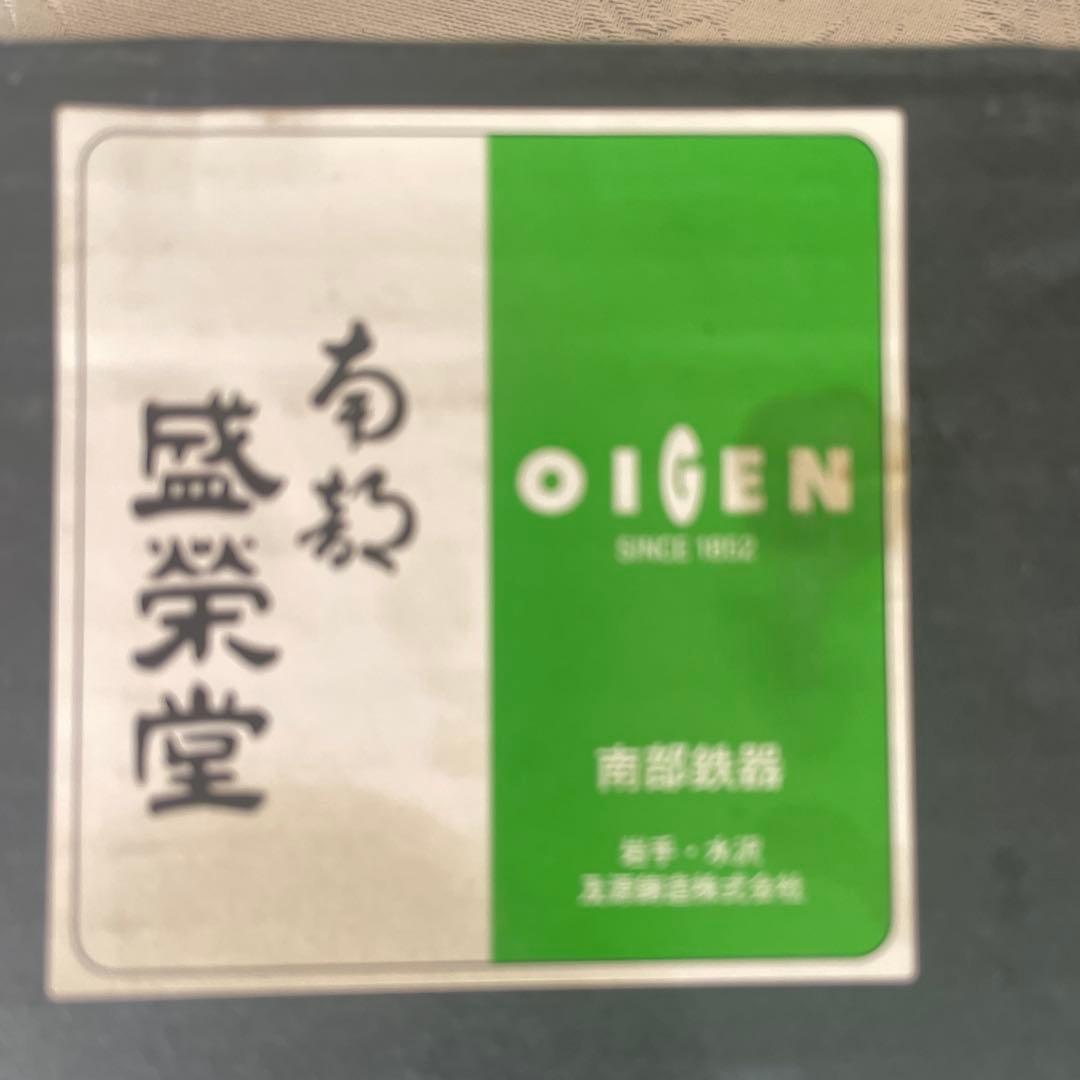 南部
盛榮堂
OIGEN
SINCE 1852
南部鉄器
岩手・水沢
及源鋳造株式会社